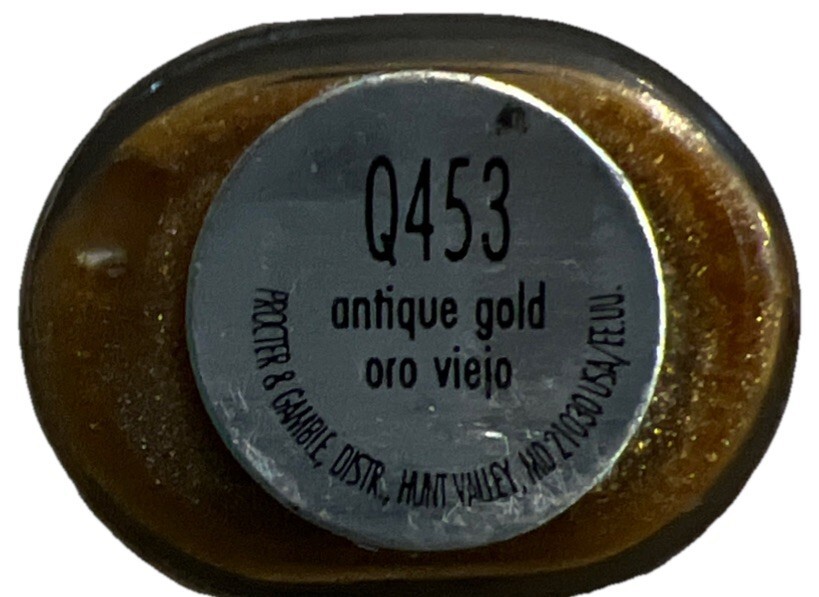 Q453
antique gold
oro viejo
PROCTER & GAMBLE, DISTR., HUNT VALLEY, MD 21030 USA/EE.UU.